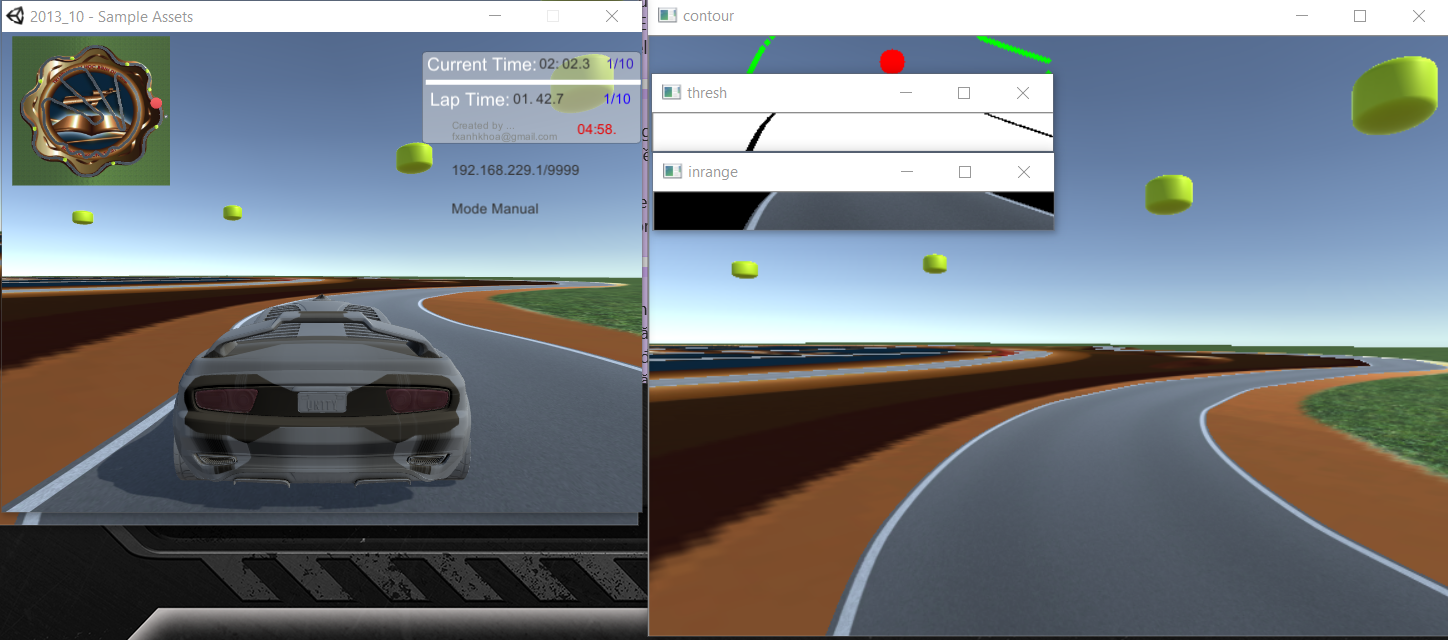 2013_10 - Sample Assets
Current Time: 02: 02.3 1/10
Lap Time: 01. 42.7 1/10
Created by ...
fxanhkhoa@gmail.com
04:58.
192.168.229.1/9999
Mode Manual
UNITY
contour
thresh
inrange